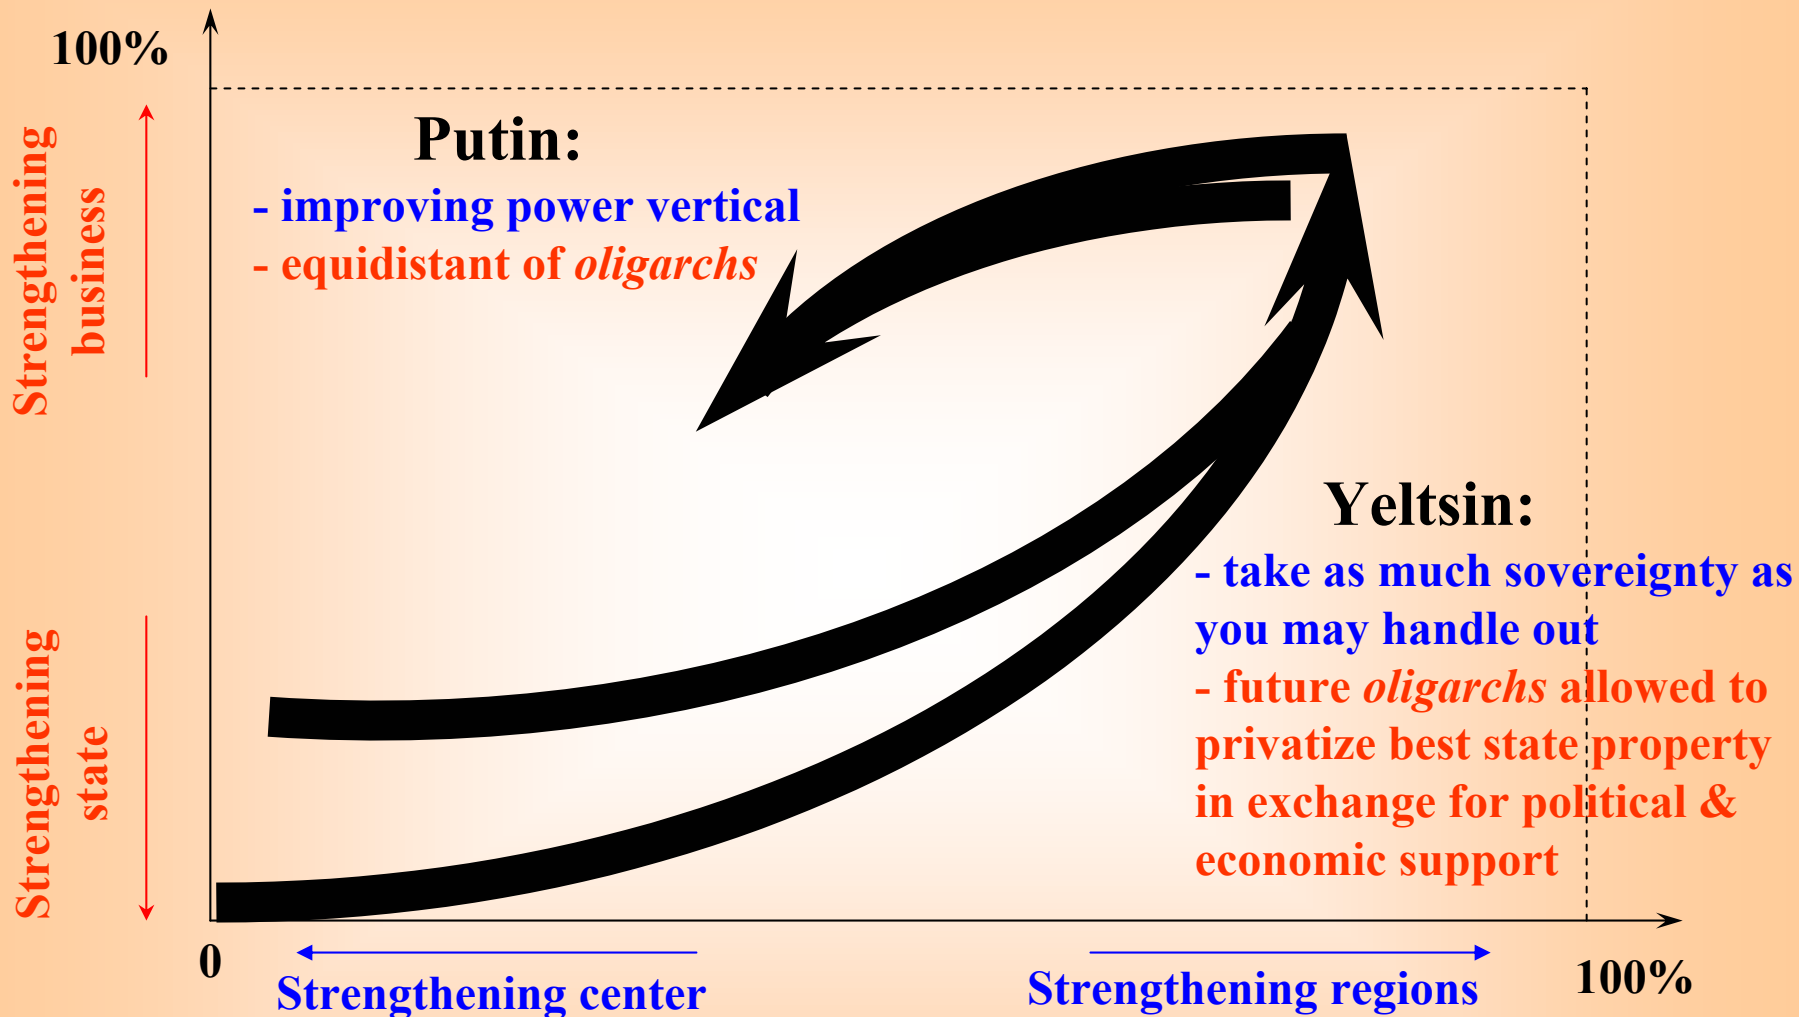 100%
Strengthening
business
Putin:
- improving power vertical
- equidistant of oligarchs
Yeltsin:
- take as much sovereignty as
you may handle out
- future oligarchs allowed to
privatize best state property
in exchange for political &
economic support
Strengthening
state
0
Strengthening center
Strengthening regions
100%